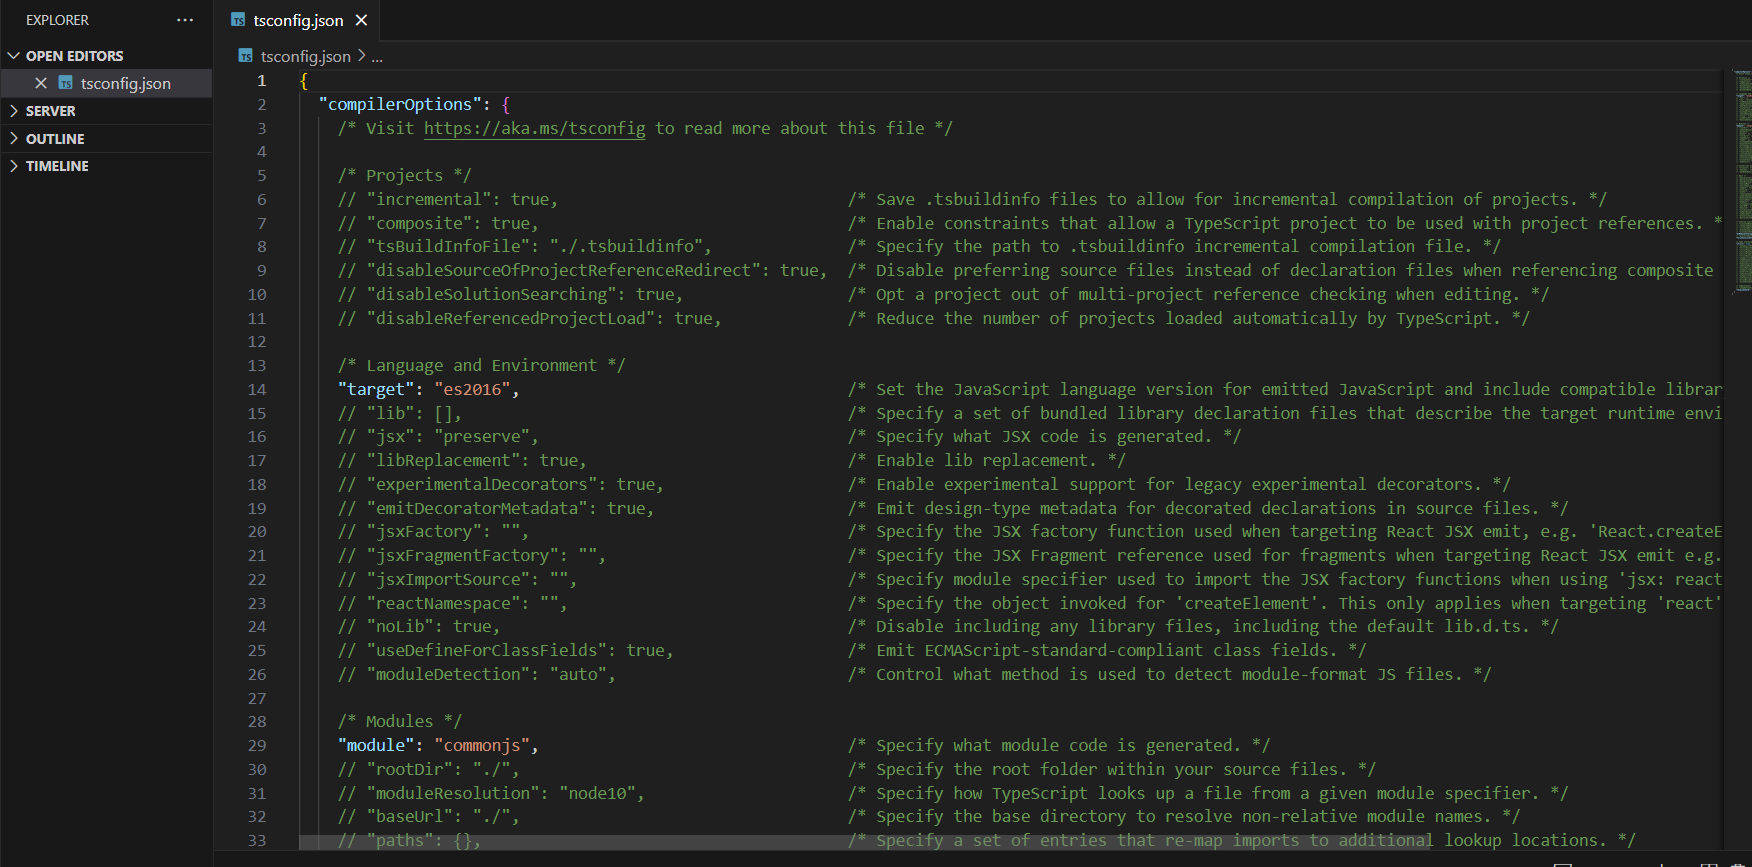 EXPLORER
...
OPEN EDITORS
TS tsconfig.json
SERVER
OUTLINE
TIMELINE
TS tsconfig.json
TS tsconfig.json > ...
1 {
2 "compilerOptions": {
3 /* Visit https://aka.ms/tsconfig to read more about this file */
4
5 /* Projects */
6 // "incremental": true, /* Save .tsbuildinfo files to allow for incremental compilation of projects. */
7 // "composite": true, /* Enable constraints that allow a TypeScript project to be used with project references. *
8 // "tsBuildInfoFile": "./.tsbuildinfo", /* Specify the path to .tsbuildinfo incremental compilation file. */
9 // "disableSourceOfProjectReferenceRedirect": true, /* Disable preferring source files instead of declaration files when referencing composite
10 // "disableSolutionSearching": true, /* Opt a project out of multi-project reference checking when editing. */
11 // "disableReferencedProjectLoad": true, /* Reduce the number of projects loaded automatically by TypeScript. */
12
13 /* Language and Environment */
14 "target": "es2016", /* Set the JavaScript language version for emitted JavaScript and include compatible librar
15 // "lib": [], /* Specify a set of bundled library declaration files that describe the target runtime envi
16 // "jsx": "preserve", /* Specify what JSX code is generated. */
17 // "libReplacement": true, /* Enable lib replacement. */
18 // "experimentalDecorators": true, /* Enable experimental support for legacy experimental decorators. */
19 // "emitDecoratorMetadata": true, /* Emit design-type metadata for decorated declarations in source files. */
20 // "jsxFactory": "", /* Specify the JSX factory function used when targeting React JSX emit, e.g. 'React.createE
21 // "jsxFragmentFactory": "", /* Specify the JSX Fragment reference used for fragments when targeting React JSX emit e.g.
22 // "jsxImportSource": "", /* Specify module specifier used to import the JSX factory functions when using 'jsx: react
23 // "reactNamespace": "", /* Specify the object invoked for 'createElement'. This only applies when targeting 'react'
24 // "noLib": true, /* Disable including any library files, including the default lib.d.ts. */
25 // "useDefineForClassFields": true, /* Emit ECMAScript-standard-compliant class fields. */
26 // "moduleDetection": "auto", /* Control what method is used to detect module-format JS files. */
27
28 /* Modules */
29 "module": "commonjs", /* Specify what module code is generated. */
30 // "rootDir": "./", /* Specify the root folder within your source files. */
31 // "moduleResolution": "node10", /* Specify how TypeScript looks up a file from a given module specifier. */
32 // "baseUrl": "./", /* Specify the base directory to resolve non-relative module names. */
33 // "paths": {}, /* Specify a set of entries that re-map imports to additional lookup locations. */